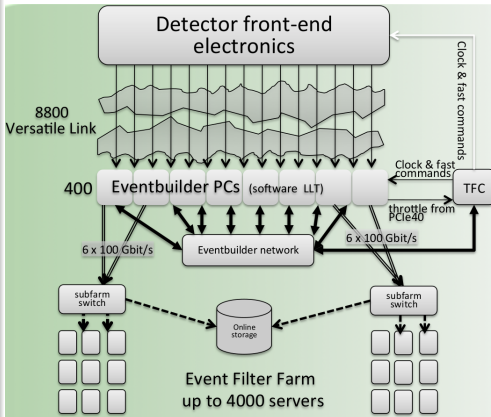 Detector front-end
electronics
Clock & fast commands
8800
Versatile Link
400
Eventbuilder PCs (software LLT)
Clock & fast
commands
TFC
throttle from
PCIe40
6 x 100 Gbit/s
6 x 100 Gbit/s
Eventbuilder network
subfarm
switch
subfarm
switch
Online
storage
Event Filter Farm
up to 4000 servers